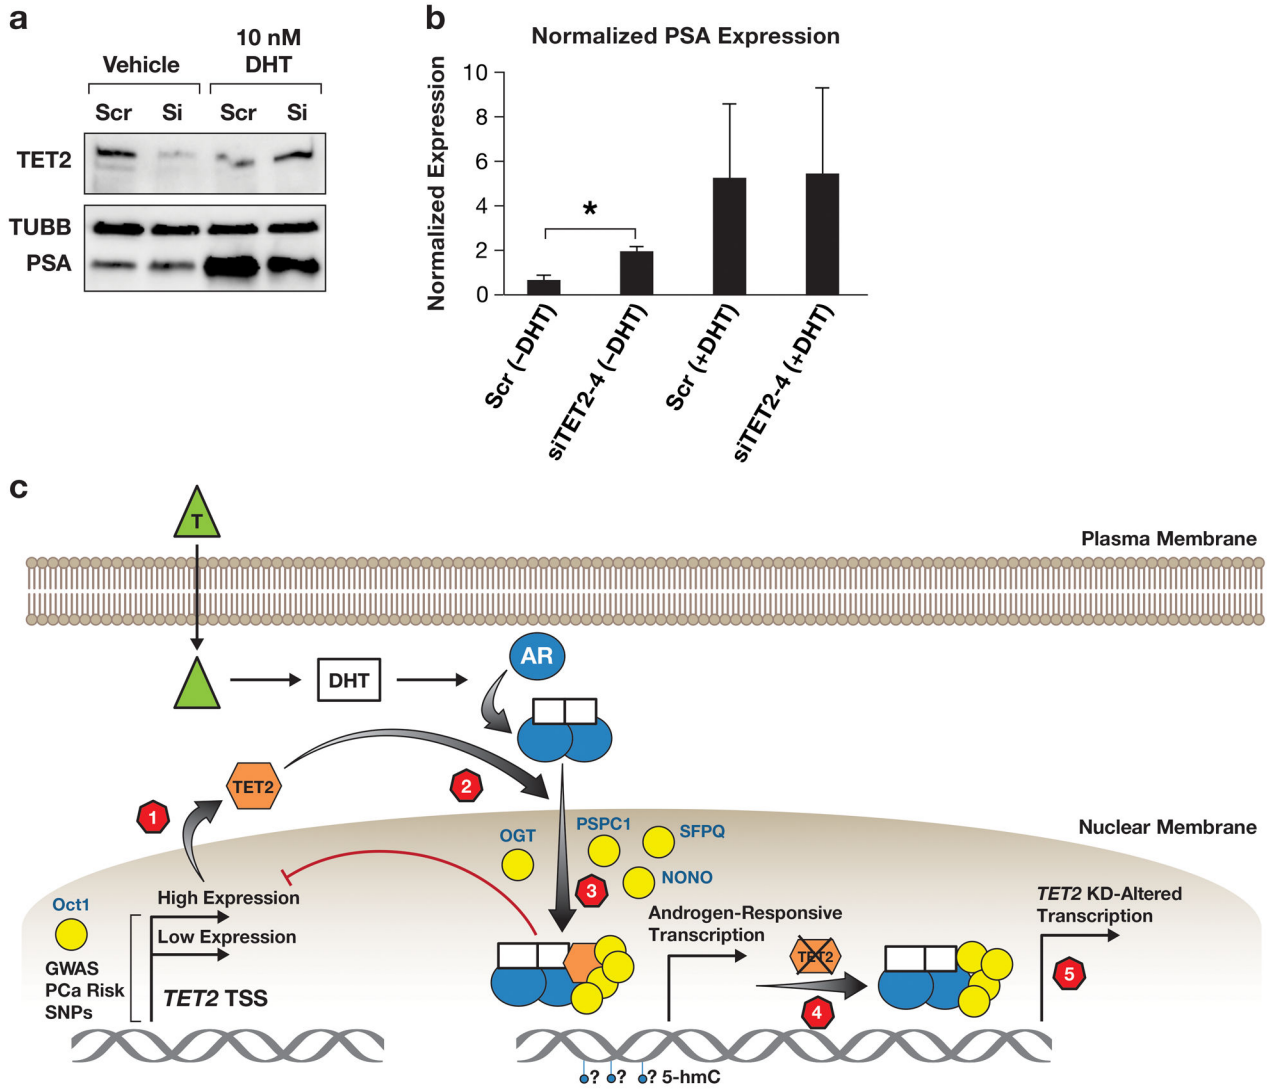 a
Vehicle
10 nM
DHT
Scr Si Scr Si
TET2
TUBB
PSA
b
Normalized PSA Expression
Normalized Expression
10
8
6
4
2
0
*
Scr (–DHT)
siTET2-4 (–DHT)
Scr (+DHT)
siTET2-4 (+DHT)
c
T
Plasma Membrane
DHT
AR
TET2
1
2
Nuclear Membrane
OGT
PSPC1
SFPQ
NONO
3
Oct1
GWAS
PCa Risk
SNPs
High Expression
Low Expression
TET2 TSS
Androgen-Responsive
Transcription
TET2
4
TET2 KD-Altered
Transcription
5
? ? ? 5-hmC